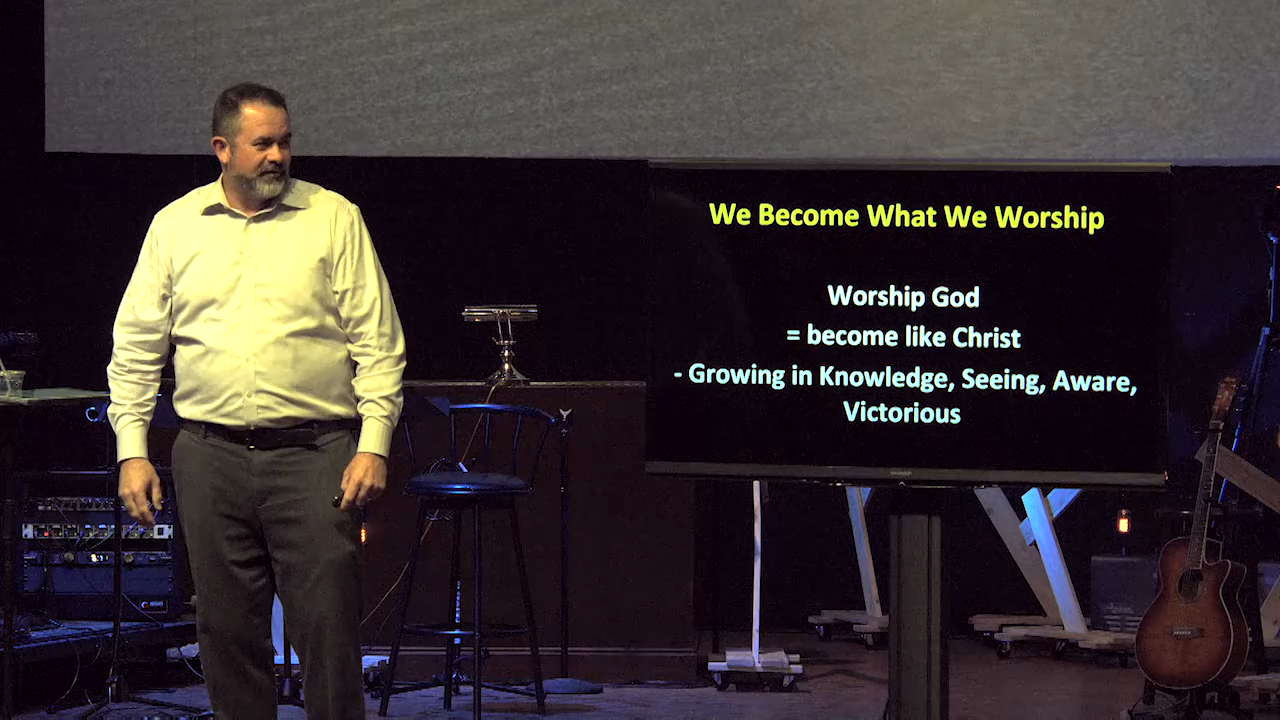 We Become What We Worship
Worship God
= become like Christ
- Growing in Knowledge, Seeing, Aware,
Victorious